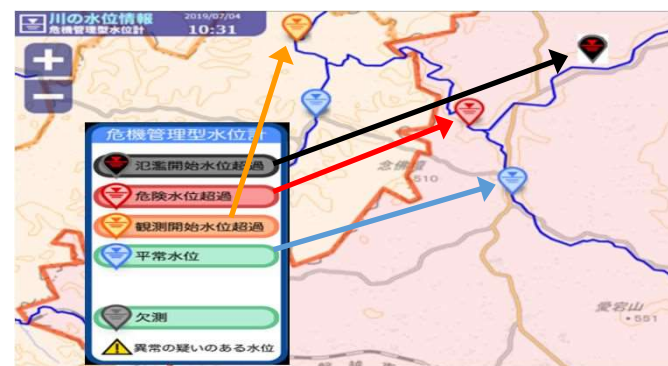 川の水位情報
危機管理型水位計
2019/07/04
10:31
危機管理型水位計
氾濫開始水位超過
危険水位超過
観測開始水位超過
平常水位
欠測
異常の疑いのある水位
510
愛宕山
551